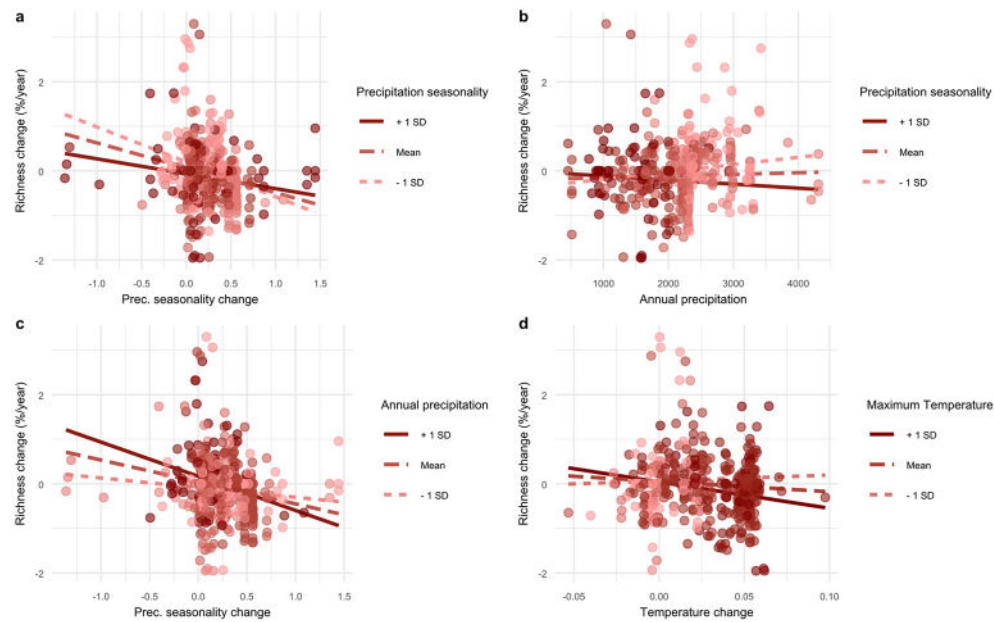 a
Richness change (%/year)
2
0
-2
-1.0 -0.5 0.0 0.5 1.0 1.5
Prec. seasonality change
Precipitation seasonality
+ 1 SD
Mean
- 1 SD
b
Richness change (%/year)
2
0
-2
1000 2000 3000 4000
Annual precipitation
Precipitation seasonality
+ 1 SD
Mean
- 1 SD
c
Richness change (%/year)
2
0
-2
-1.0 -0.5 0.0 0.5 1.0 1.5
Prec. seasonality change
Annual precipitation
+ 1 SD
Mean
- 1 SD
d
Richness change (%/year)
2
0
-2
-0.05 0.00 0.05 0.10
Temperature change
Maximum Temperature
+ 1 SD
Mean
- 1 SD